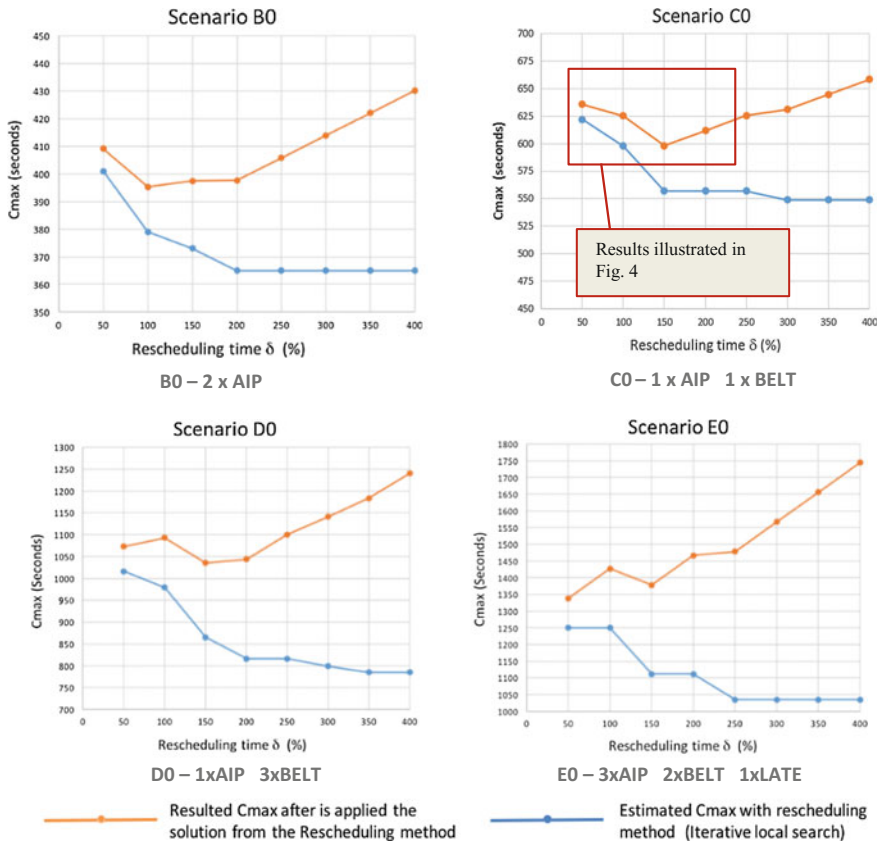 Scenario B0
450
440
430
420
410
400
390
380
370
360
350
Cmax (seconds)
0 50 100 150 200 250 300 350 400
Rescheduling time δ (%)
B0 – 2 x AIP
Scenario C0
700
675
650
625
600
575
550
525
500
475
450
Cmax (seconds)
Results illustrated in
Fig. 4
0 50 100 150 200 250 300 350 400
Rescheduling time δ (%)
C0 – 1 x AIP 1 x BELT
Scenario D0
1300
1250
1200
1150
1100
1050
1000
950
900
850
800
750
700
Cmax (Seconds)
0 50 100 150 200 250 300 350 400
Rescheduling time δ (%)
D0 – 1xAIP 3xBELT
Scenario E0
1800
1750
1700
1650
1600
1550
1500
1450
1400
1350
1300
1250
1200
1150
1100
1050
1000
Cmax (seconds)
0 50 100 150 200 250 300 350 400
Rescheduling time δ (%)
E0 – 3xAIP 2xBELT 1xLATE
Resulted Cmax after is applied the
solution from the Rescheduling method
Estimated Cmax with rescheduling
method (Iterative local search)